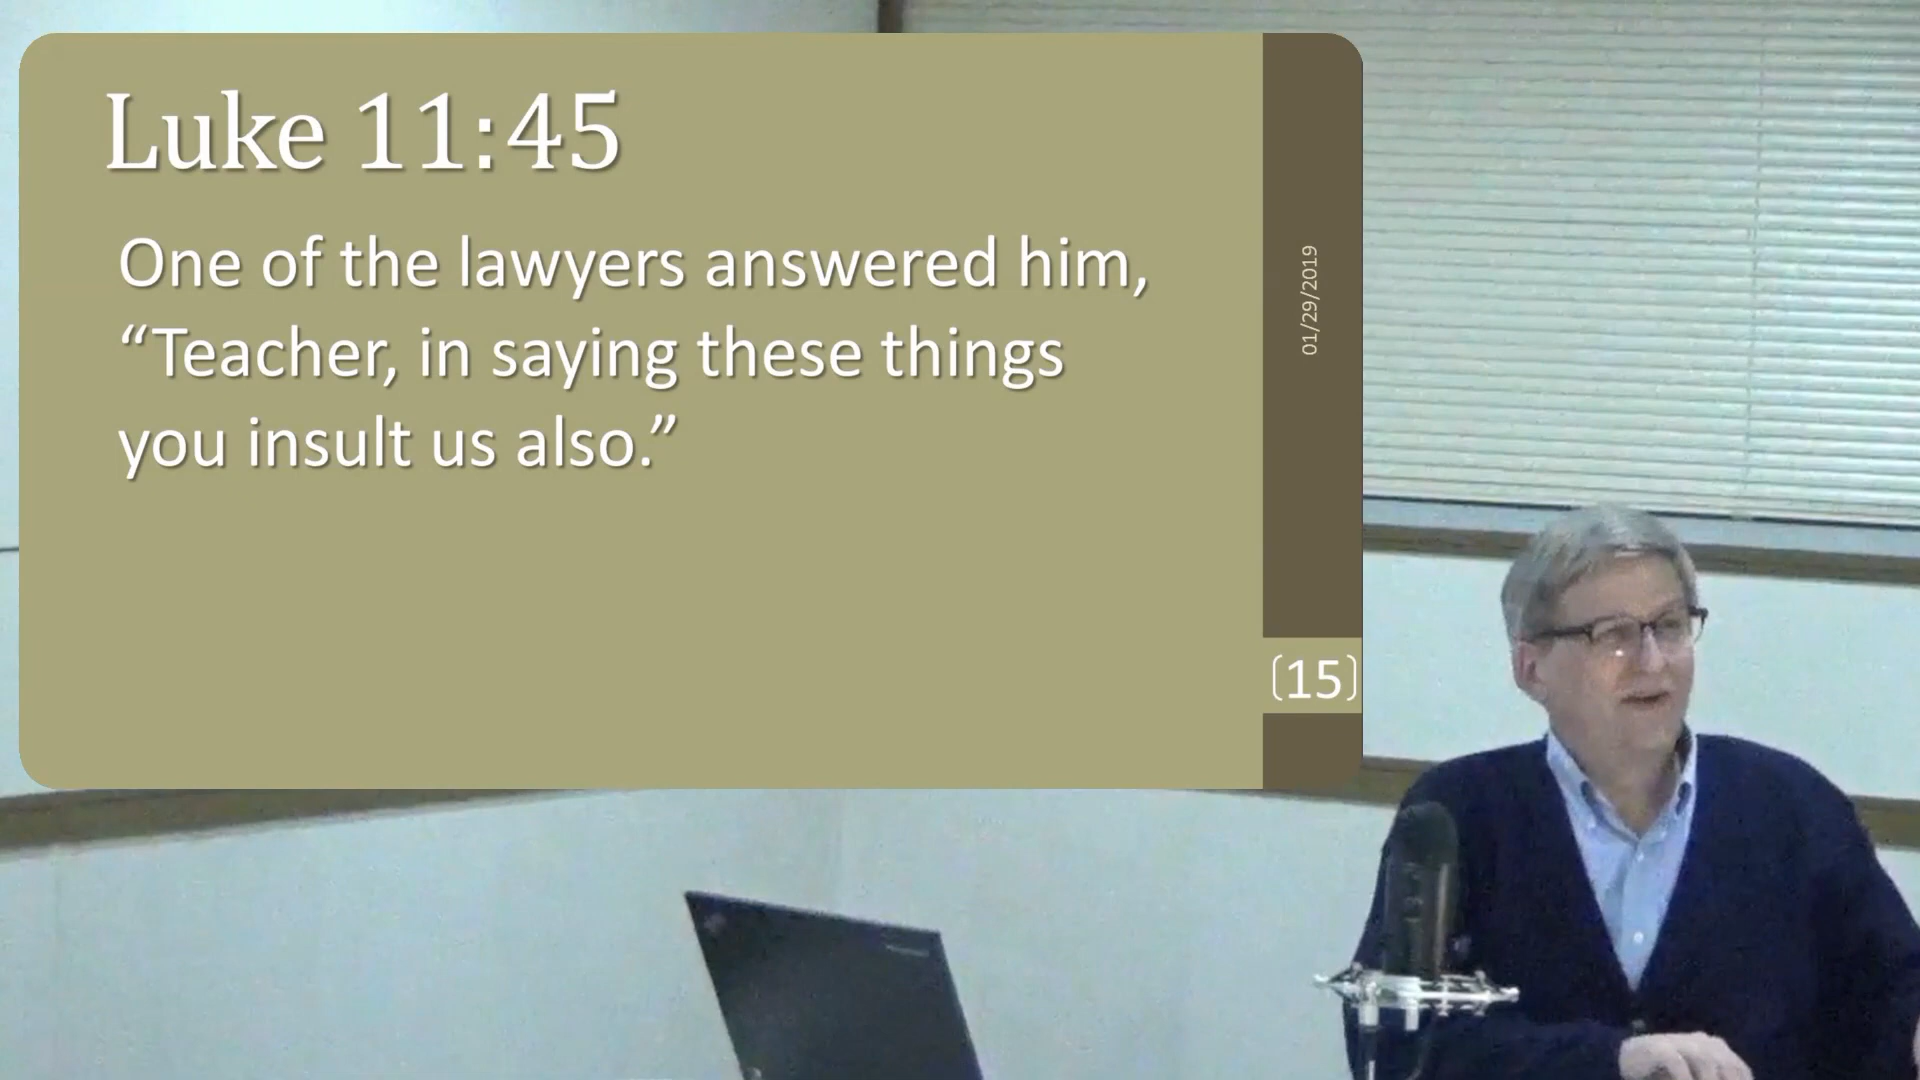 Luke 11:45
One of the lawyers answered him,
“Teacher, in saying these things
you insult us also.”
01/29/2019
15